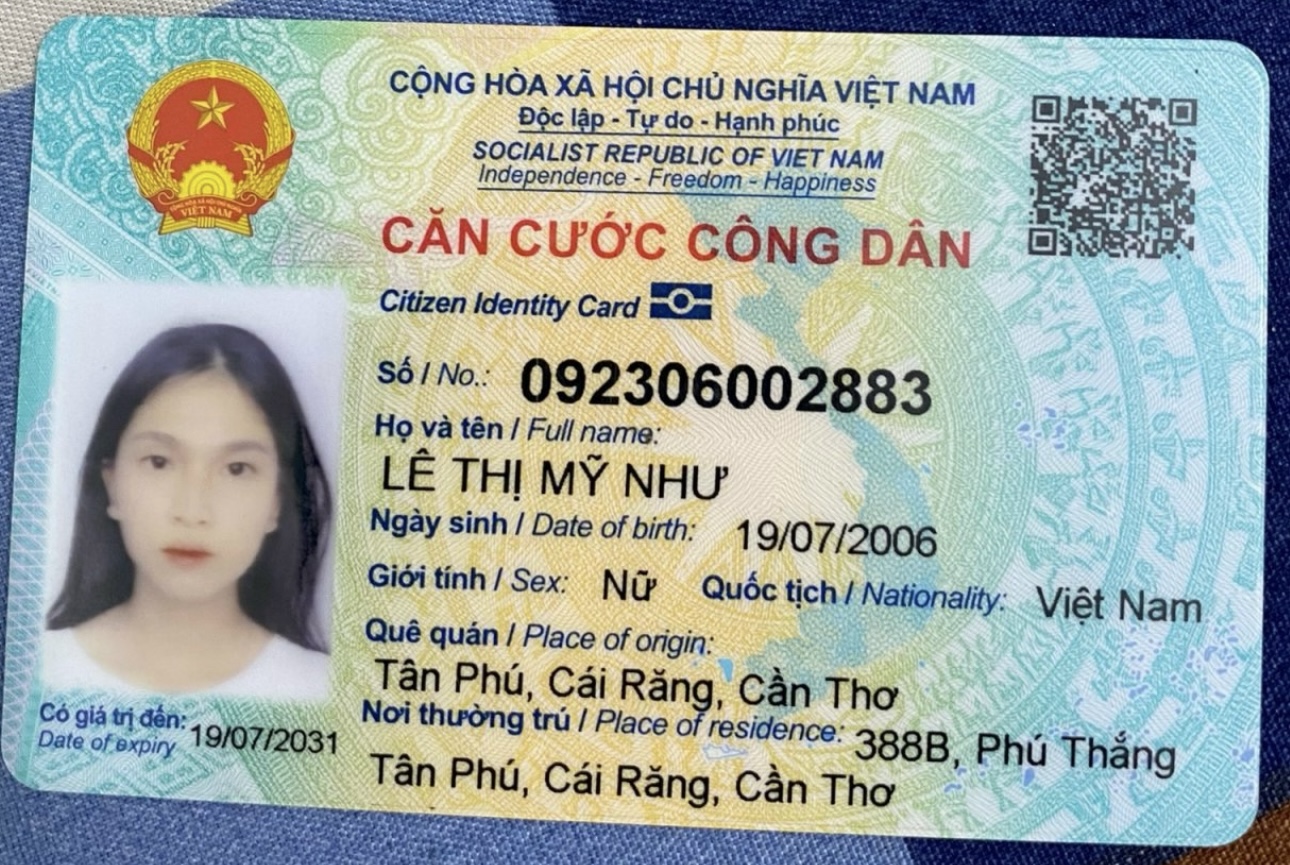 CỘNG HÒA XÃ HỘI CHỦ NGHĨA VIỆT NAM
Độc lập - Tự do - Hạnh phúc
SOCIALIST REPUBLIC OF VIET NAM
Independence - Freedom - Happiness
VIỆT NAM
CĂN CƯỚC CÔNG DÂN
Citizen Identity Card
Số / No.: 092306002883
Họ và tên / Full name:
LÊ THỊ MỸ NHƯ
Ngày sinh / Date of birth: 19/07/2006
Giới tính / Sex: Nữ Quốc tịch / Nationality: Việt Nam
Quê quán / Place of origin:
Tân Phú, Cái Răng, Cần Thơ
Nơi thường trú / Place of residence: 388B, Phú Thắng
Tân Phú, Cái Răng, Cần Thơ
Có giá trị đến: 19/07/2031
Date of expiry